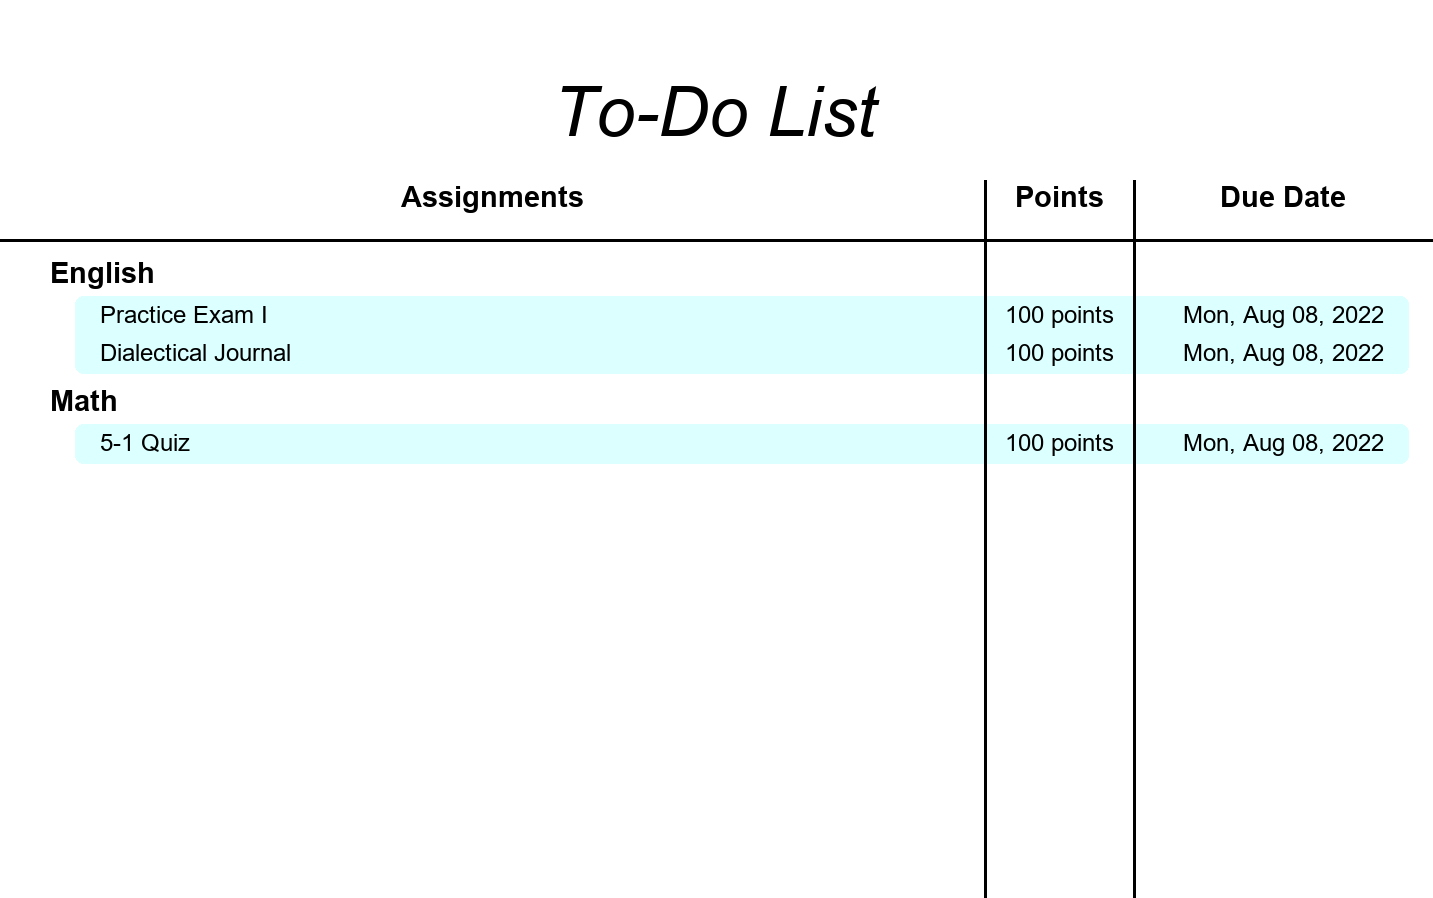 To-Do List
Assignments Points Due Date
English
Practice Exam I 100 points Mon, Aug 08, 2022
Dialectical Journal 100 points Mon, Aug 08, 2022
Math
5-1 Quiz 100 points Mon, Aug 08, 2022